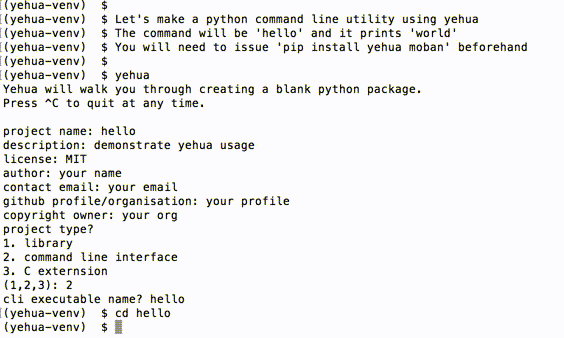 (yehua-venv)  $
(yehua-venv)  $ Let's make a python command line utility using yehua
(yehua-venv)  $ The command will be 'hello' and it prints 'world'
(yehua-venv)  $ You will need to issue 'pip install yehua moban' beforehand
(yehua-venv)  $
(yehua-venv)  $ yehua
Yehua will walk you through creating a blank python package.
Press ^C to quit at any time.
project name: hello
description: demonstrate yehua usage
license: MIT
author: your name
contact email: your email
github profile/organisation: your profile
copyright owner: your org
project type?
1. library
2. command line interface
3. C externsion
(1,2,3): 2
cli executable name? hello
(yehua-venv)  $ cd hello
(yehua-venv)  $